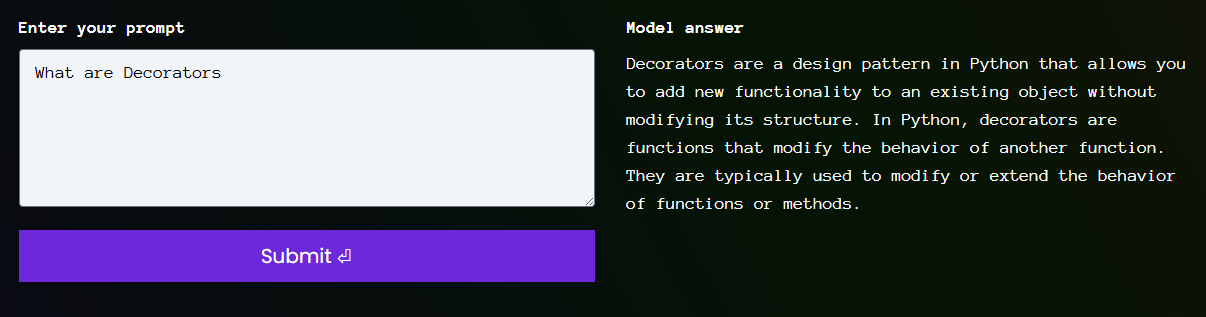 Enter your prompt
What are Decorators
Submit ⏎
Model answer
Decorators are a design pattern in Python that allows you
to add new functionality to an existing object without
modifying its structure. In Python, decorators are
functions that modify the behavior of another function.
They are typically used to modify or extend the behavior
of functions or methods.